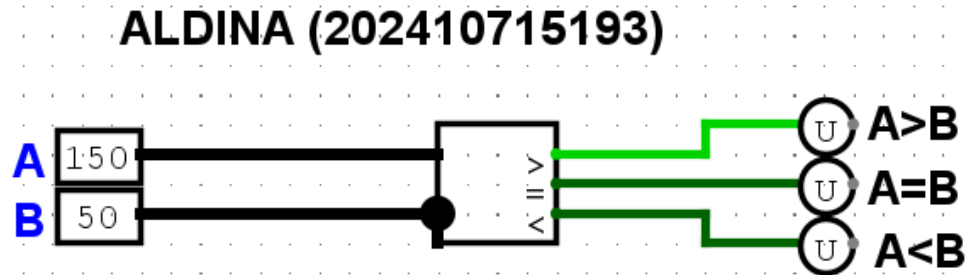 ALDINA (202410715193)
A 150
B 50
>
=
<
U A>B
U A=B
U A<B